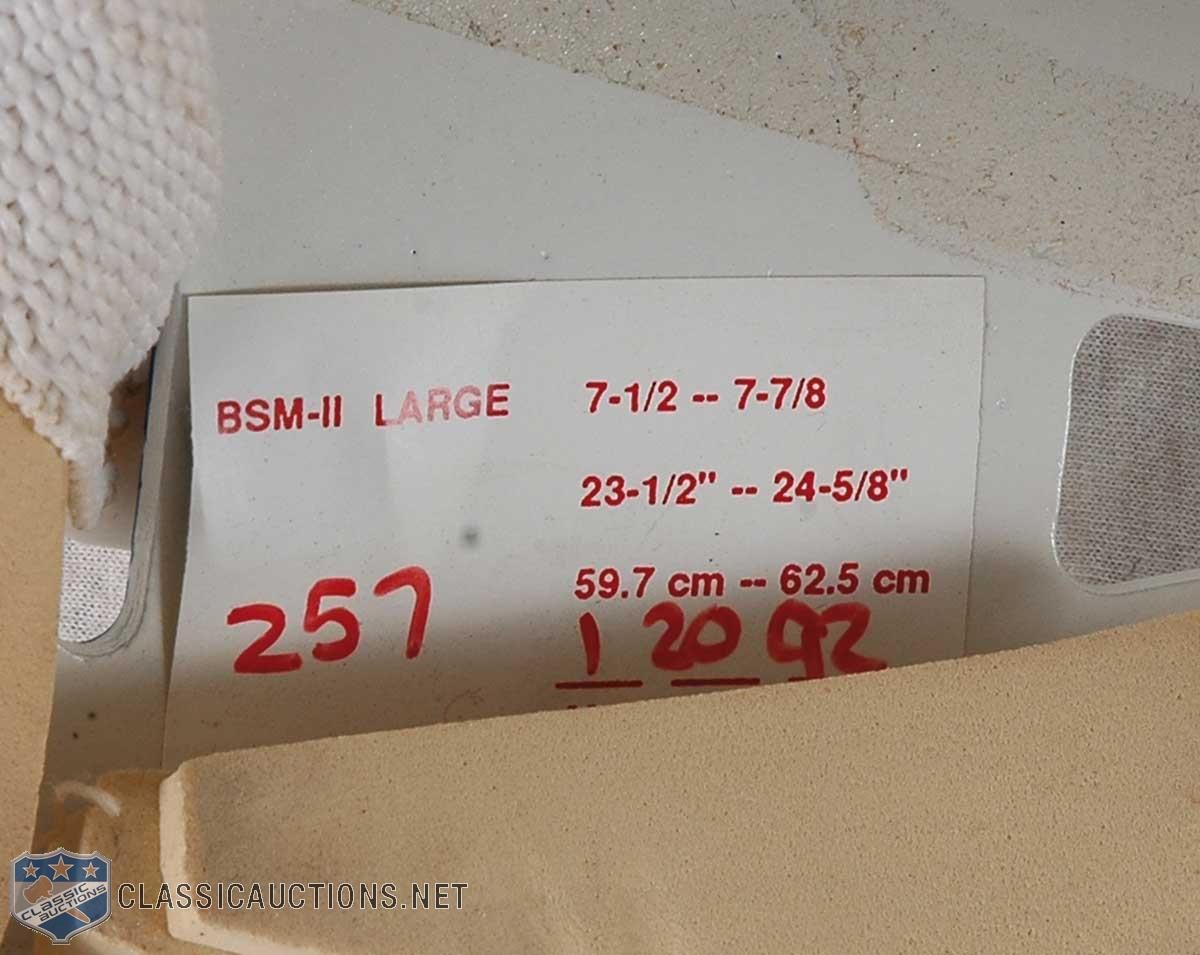 BSM-II LARGE 7-1/2 -- 7-7/8
23-1/2" -- 24-5/8"
59.7 cm -- 62.5 cm
257
1 20 92
CLASSIC
AUCTIONS
CLASSICAUCTIONS.NET